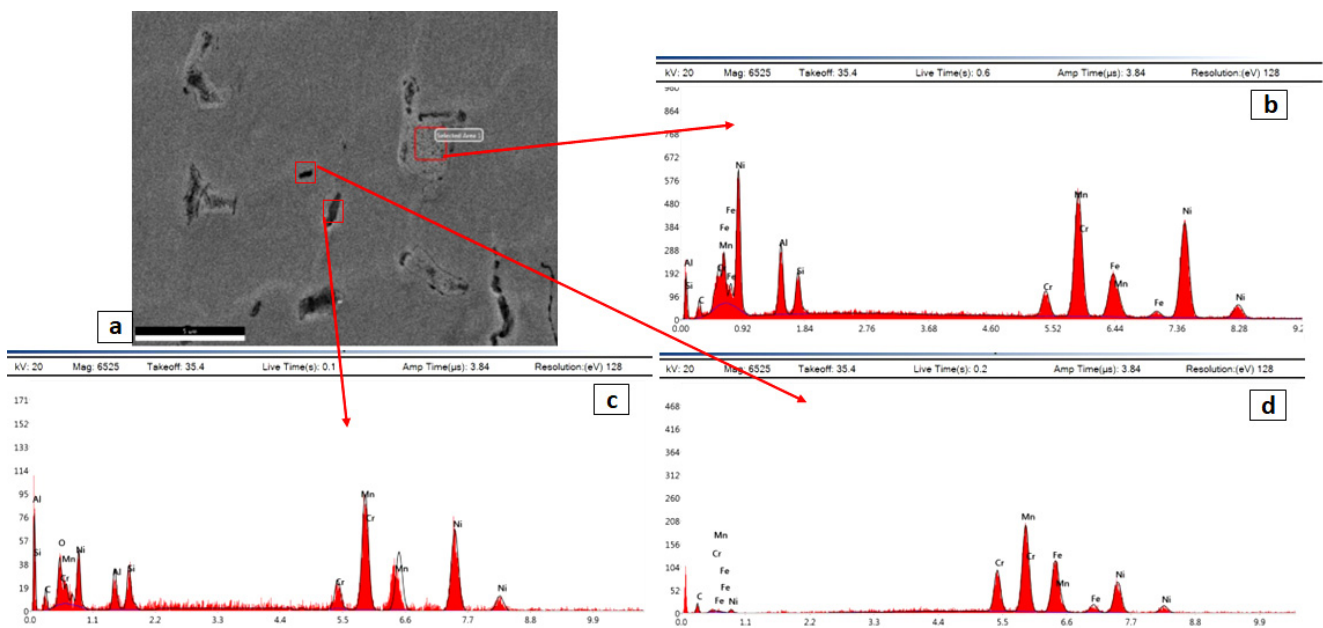 Selected Area 1
a
5 um
kV: 20 Mag: 6525 Takeoff: 35.4 Live Time(s): 0.6 Amp Time(µs): 3.84 Resolution:(eV) 128
b
960
864
768
672
576
480
384
288
192
96
0
Al
Si
C
O
Mn
Fe
Fe
Fe
Ni
Al
Si
Cr
Mn
Cr
Fe
Mn
Fe
Ni
Ni
0.00 0.92 1.84 2.76 3.68 4.60 5.52 6.44 7.36 8.28 9.2
kV: 20 Mag: 6525 Takeoff: 35.4 Live Time(s): 0.1 Amp Time(µs): 3.84 Resolution:(eV) 128
c
171
152
133
114
95
76
57
38
19
0
Al
Si
C
O
Mn
Cr
Ni
Al
Si
Cr
Mn
Cr
Mn
Ni
Ni
0.0 1.1 2.2 3.3 4.4 5.5 6.6 7.7 8.8 9.9
kV: 20 Mag: 6525 Takeoff: 35.4 Live Time(s): 0.2 Amp Time(µs): 3.84 Resolution:(eV) 128
d
468
416
364
312
260
208
156
104
52
0
C
Mn
Cr
Fe
Fe
Fe
Ni
Cr
Mn
Cr
Fe
Mn
Fe
Ni
Ni
0.0 1.1 2.2 3.3 4.4 5.5 6.6 7.7 8.8 9.9